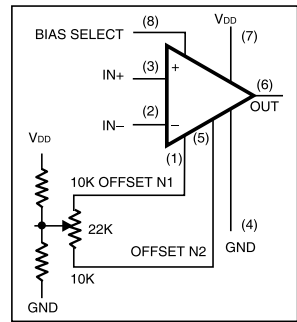 (8)
VDD
BIAS SELECT
(7)
(3)
+
IN+
(6)
(2)
OUT
IN–
–
(5)
VDD
(1)
10K OFFSET N1
22K
(4)
OFFSET N2
GND
10K
GND